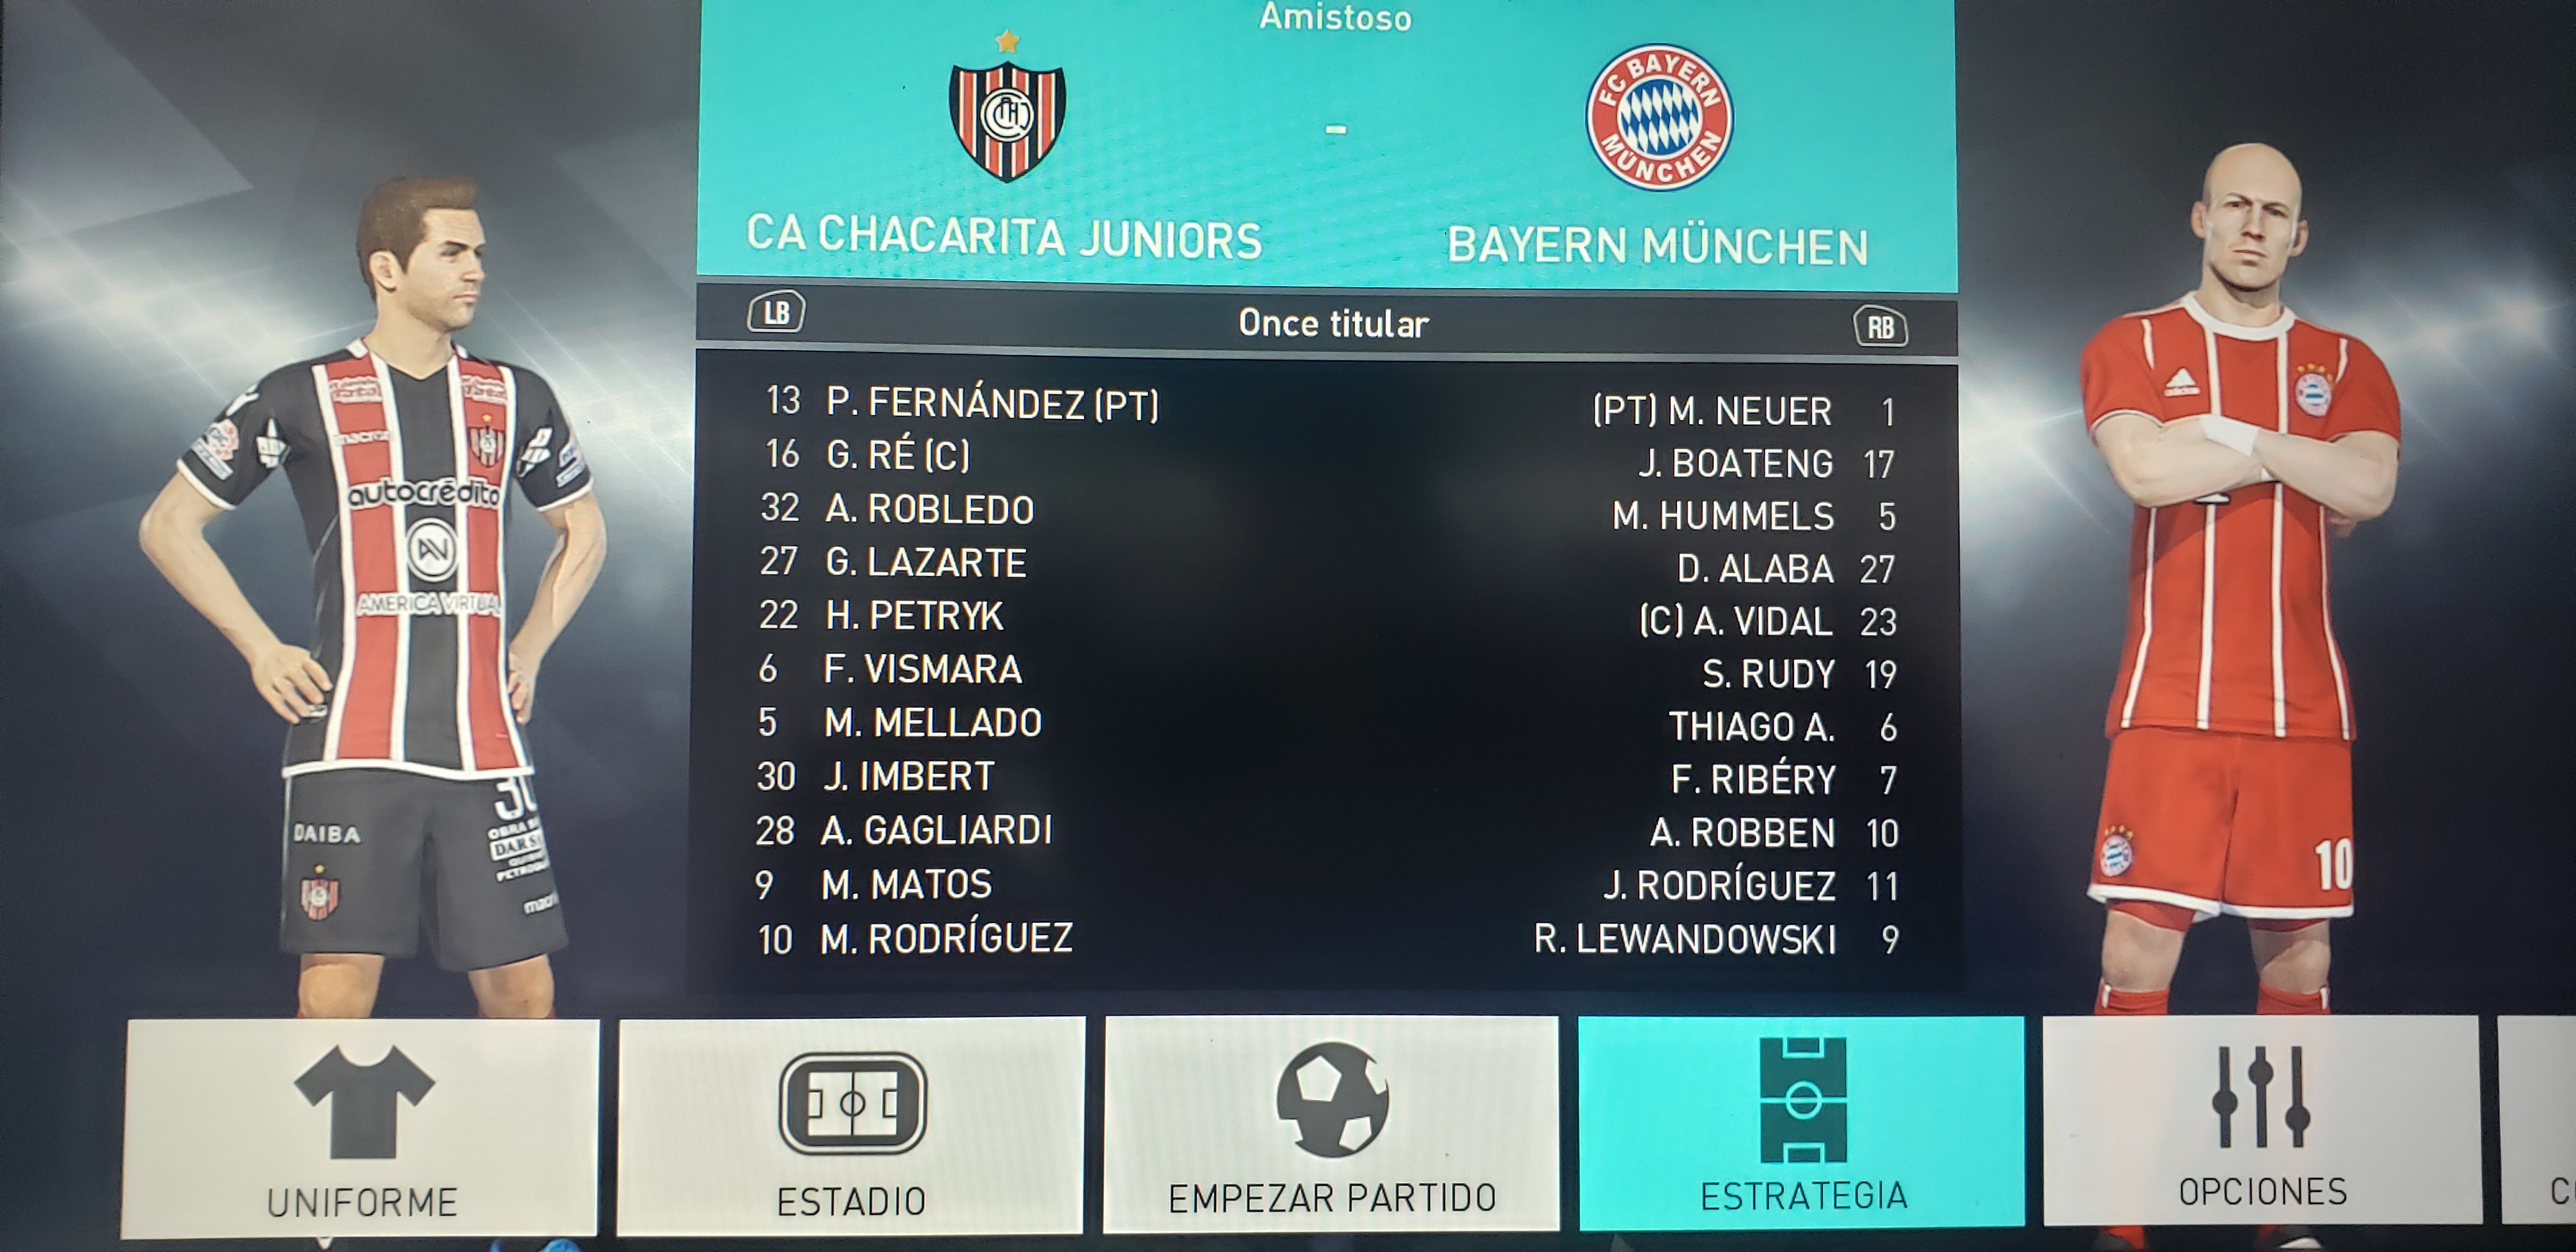 Amistoso
FC BAYERN
MÜNCHEN
-
CA CHACARITA JUNIORS
BAYERN MÜNCHEN
LB
Once titular
RB
13 P. FERNÁNDEZ (PT)
(PT) M. NEUER 1
16 G. RÉ (C)
J. BOATENG 17
32 A. ROBLEDO
M. HUMMELS 5
27 G. LAZARTE
D. ALABA 27
22 H. PETRYK
(C) A. VIDAL 23
6 F. VISMARA
S. RUDY 19
5 M. MELLADO
THIAGO A. 6
30 J. IMBERT
F. RIBÉRY 7
28 A. GAGLIARDI
A. ROBBEN 10
9 M. MATOS
J. RODRÍGUEZ 11
10 M. RODRÍGUEZ
R. LEWANDOWSKI 9
macron
autocrédito
AV
AMERICA VIRTUAL
30
DAIBA
adidas
10
UNIFORME
ESTADIO
EMPEZAR PARTIDO
ESTRATEGIA
OPCIONES